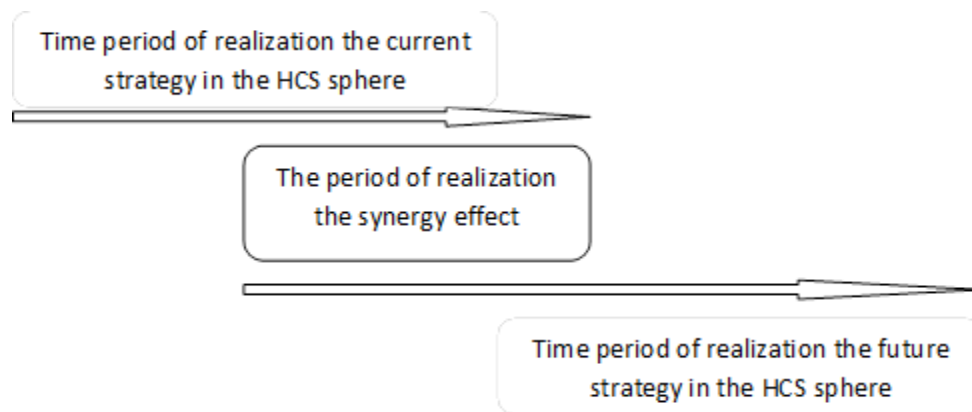 Time period of realization the current
strategy in the HCS sphere
The period of realization
the synergy effect
Time period of realization the future
strategy in the HCS sphere